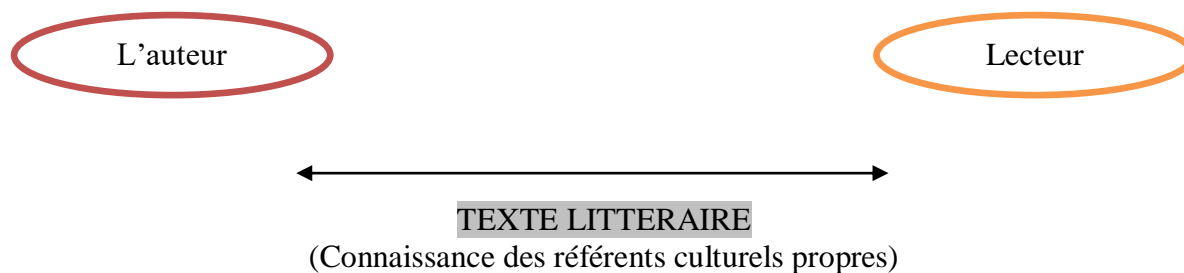 L’auteur
Lecteur
TEXTE LITTERAIRE
(Connaissance des référents culturels propres)